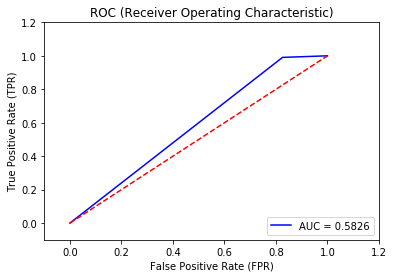 ROC (Receiver Operating Characteristic)
True Positive Rate (TPR)
1.2
1.0
0.8
0.6
0.4
0.2
0.0
AUC = 0.5826
0.0 0.2 0.4 0.6 0.8 1.0 1.2
False Positive Rate (FPR)